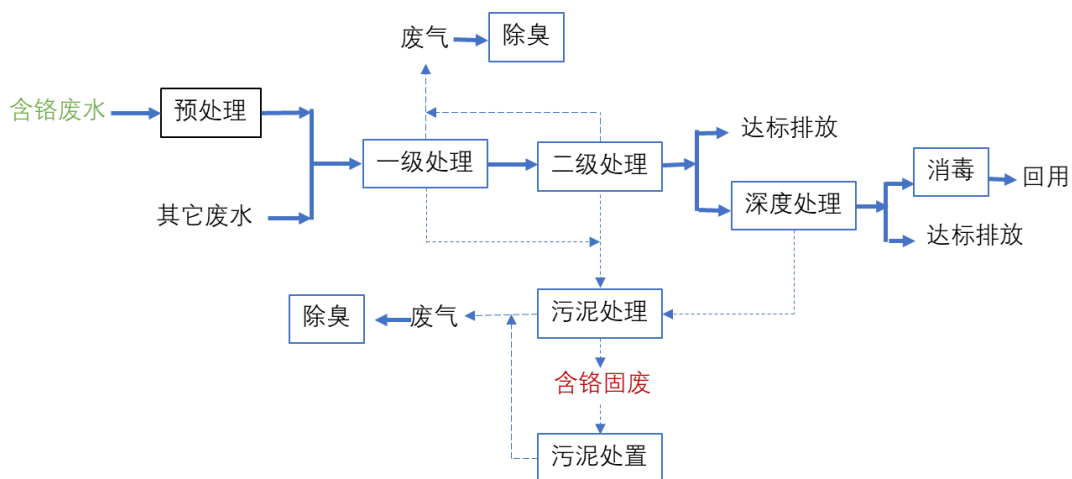 废气
除臭
含铬废水
预处理
一级处理
二级处理
达标排放
消毒
回用
其它废水
深度处理
达标排放
除臭
废气
污泥处理
含铬固废
污泥处置